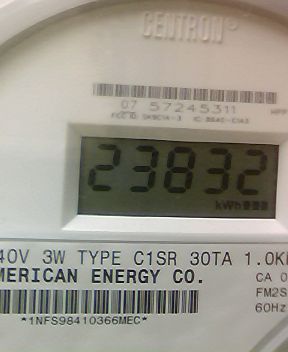 CENTRON®
07 57245311
23832
kWh
40V 3W TYPE C1SR 30TA 1.0K
MERICAN ENERGY CO.
CA 0
FM2S
60Hz
*1NFS98410366MEC*